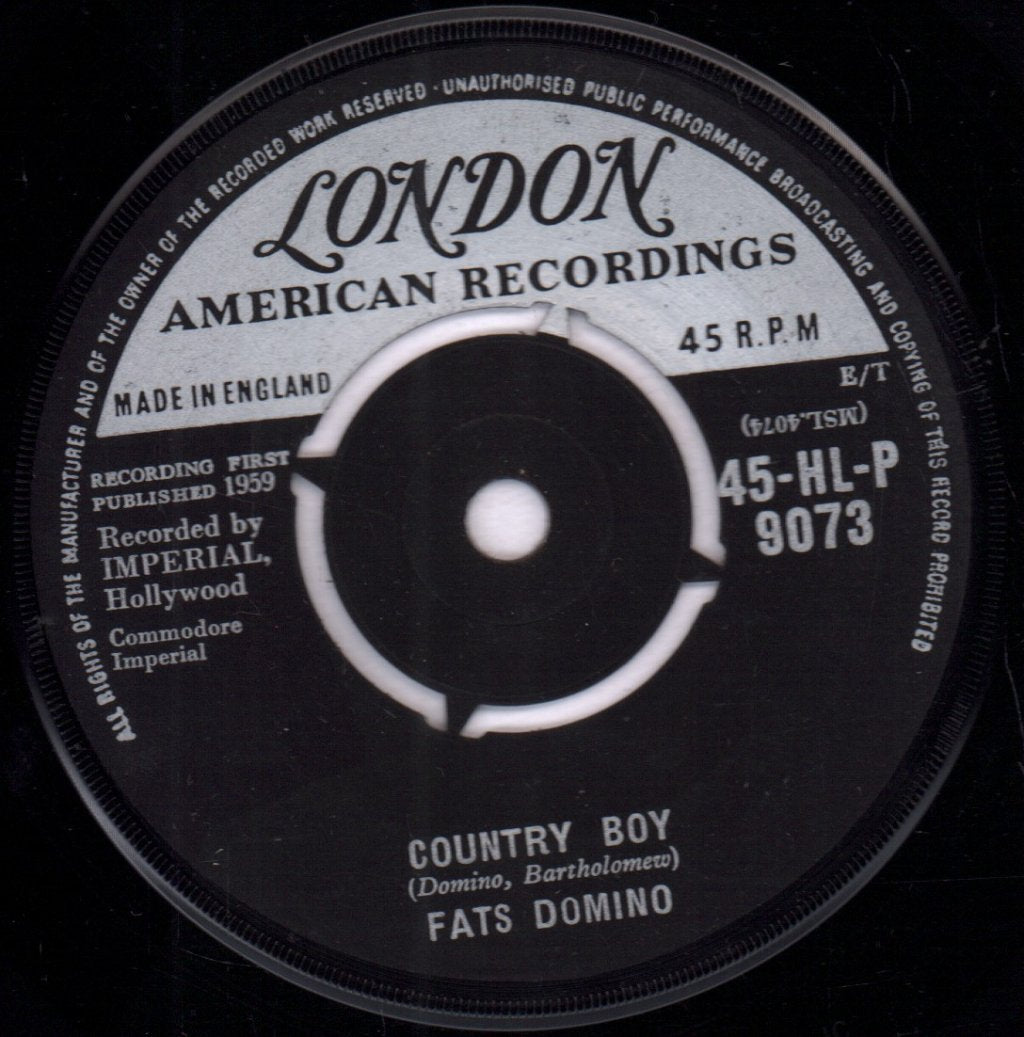 ALL RIGHTS OF THE MANUFACTURER AND OF THE OWNER OF THE RECORDED WORK RESERVED · UNAUTHORISED PUBLIC PERFORMANCE BROADCASTING AND COPYING OF THIS RECORD PROHIBITED
LONDON
AMERICAN RECORDINGS
45 R.P.M
MADE IN ENGLAND
E/T
(MSL.4074)
RECORDING FIRST
PUBLISHED 1959
45-HL-P
9073
Recorded by
IMPERIAL,
Hollywood
Commodore
Imperial
COUNTRY BOY
(Domino, Bartholomew)
FATS DOMINO